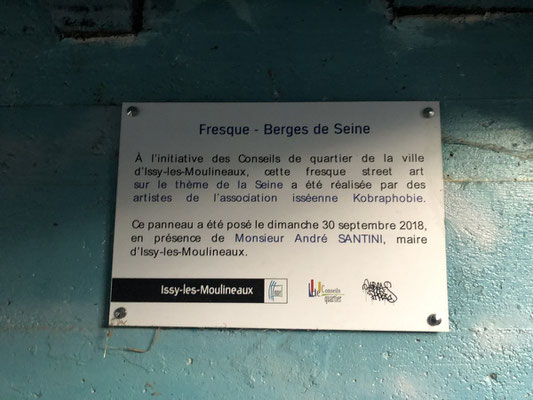 Fresque - Berges de Seine
À l'initiative des Conseils de quartier de la ville
d'Issy-les-Moulineaux, cette fresque street art
sur le thème de la Seine a été réalisée par des
artistes de l'association isséenne Kobraphobie.
Ce panneau a été posé le dimanche 30 septembre 2018,
en présence de Monsieur André SANTINI, maire
d'Issy-les-Moulineaux.
Issy-les-Moulineaux
Conseils
quartier